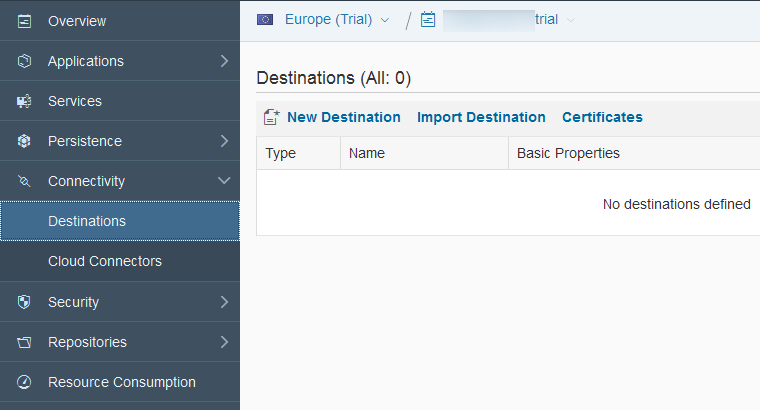 Overview
Applications
Services
Persistence
Connectivity
Destinations
Cloud Connectors
Security
Repositories
Resource Consumption
Europe (Trial) / trial
Destinations (All: 0)
New Destination Import Destination Certificates
Type Name Basic Properties
No destinations defined